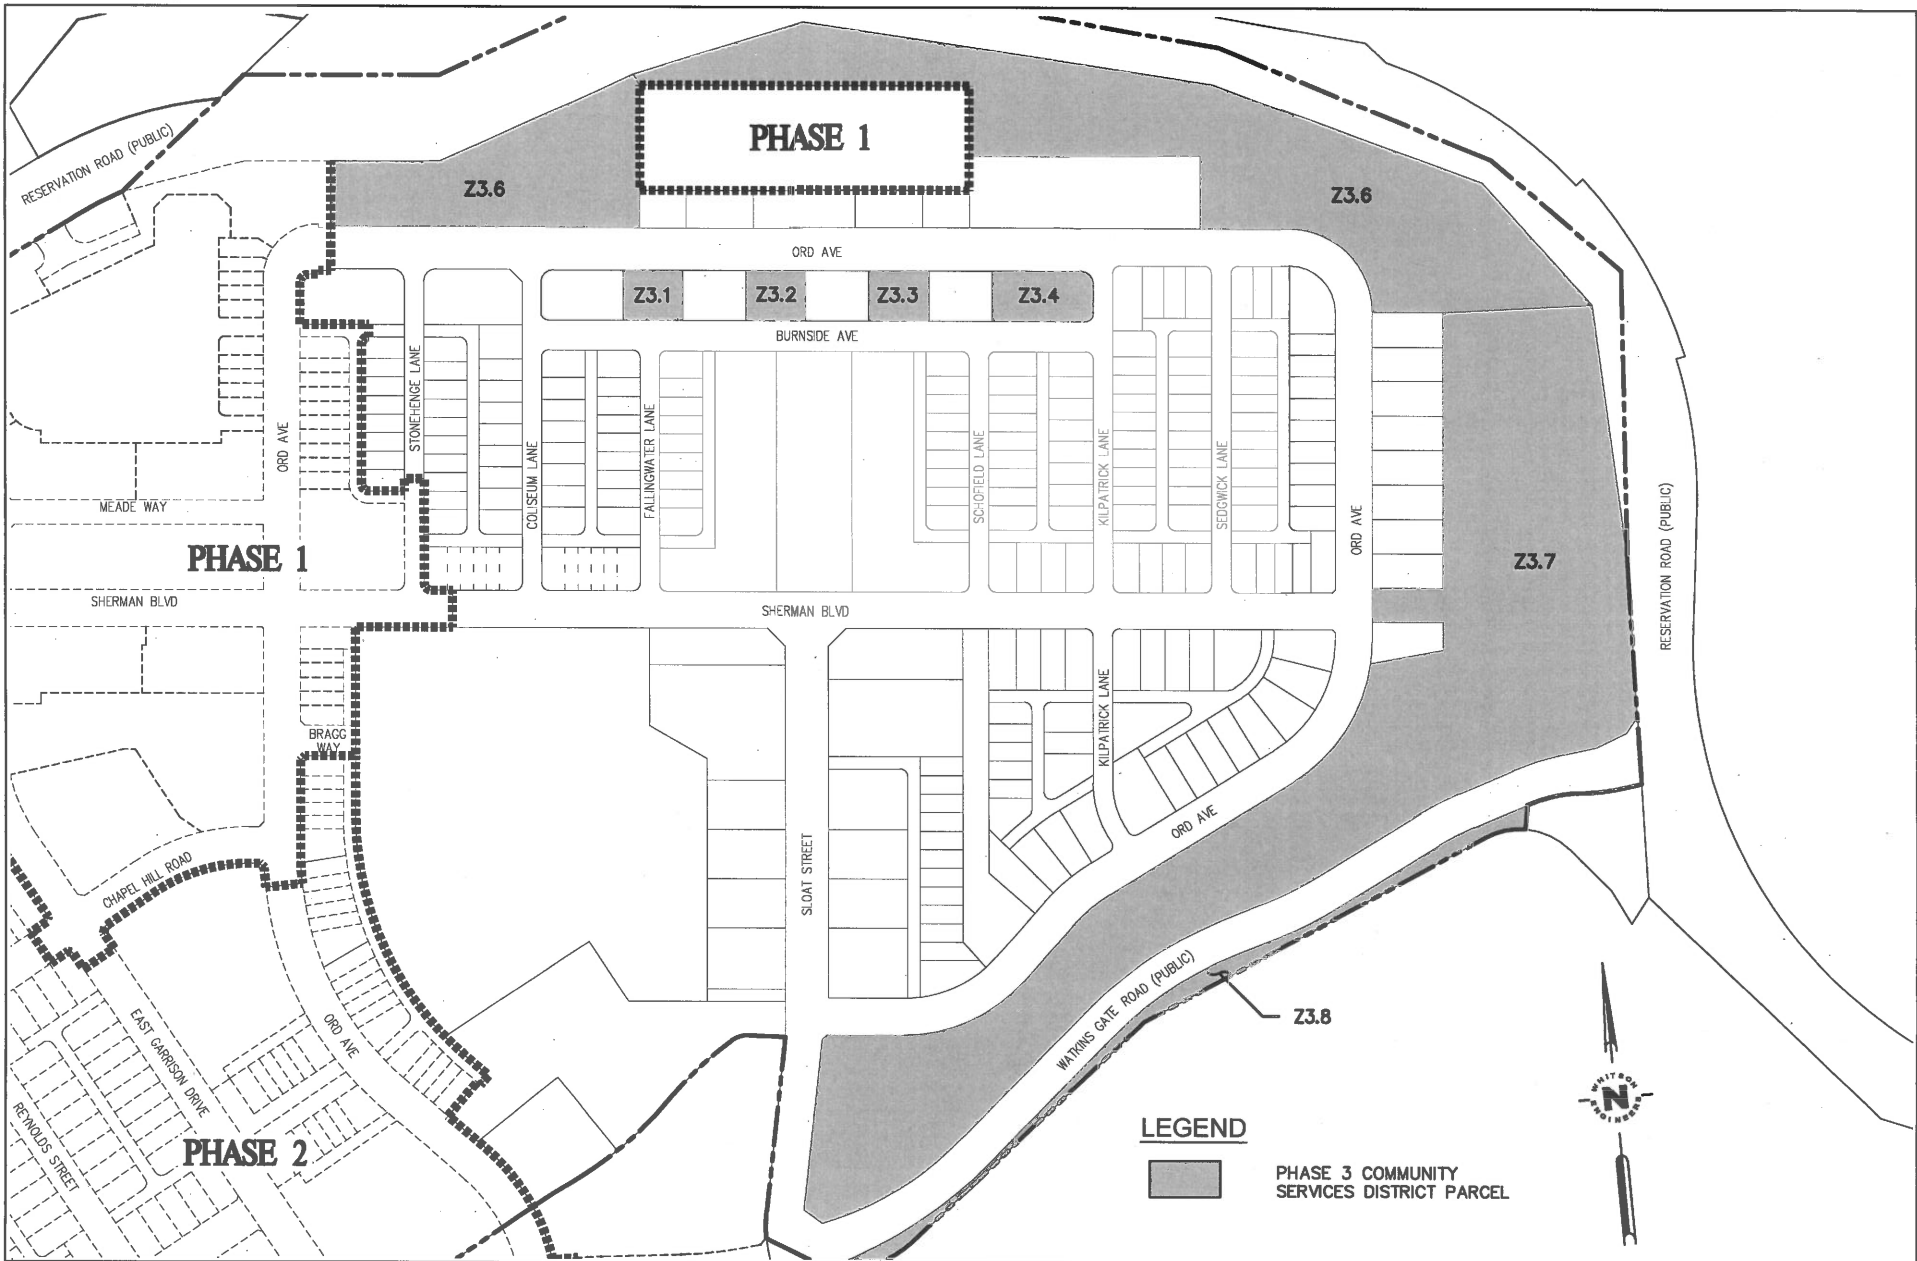 PHASE 1
RESERVATION ROAD (PUBLIC)
Z3.6
Z3.6
ORD AVE
Z3.1
Z3.2
Z3.3
Z3.4
BURNSIDE AVE
STONEHENGE LANE
COLISEUM LANE
FALLINGWATER LANE
SCHOFIELD LANE
KILPATRICK LANE
SEDGWICK LANE
ORD AVE
ORD AVE
MEADE WAY
PHASE 1
Z3.7
RESERVATION ROAD (PUBLIC)
SHERMAN BLVD
SHERMAN BLVD
BRAGG
WAY
KILPATRICK LANE
ORD AVE
SLOAT STREET
CHAPEL HILL ROAD
WATKINS GATE ROAD (PUBLIC)
Z3.8
EAST GARRISON DRIVE
ORD AVE
REYNOLDS STREET
PHASE 2
LEGEND
PHASE 3 COMMUNITY
SERVICES DISTRICT PARCEL
WHITSON
N
ENGINEERS